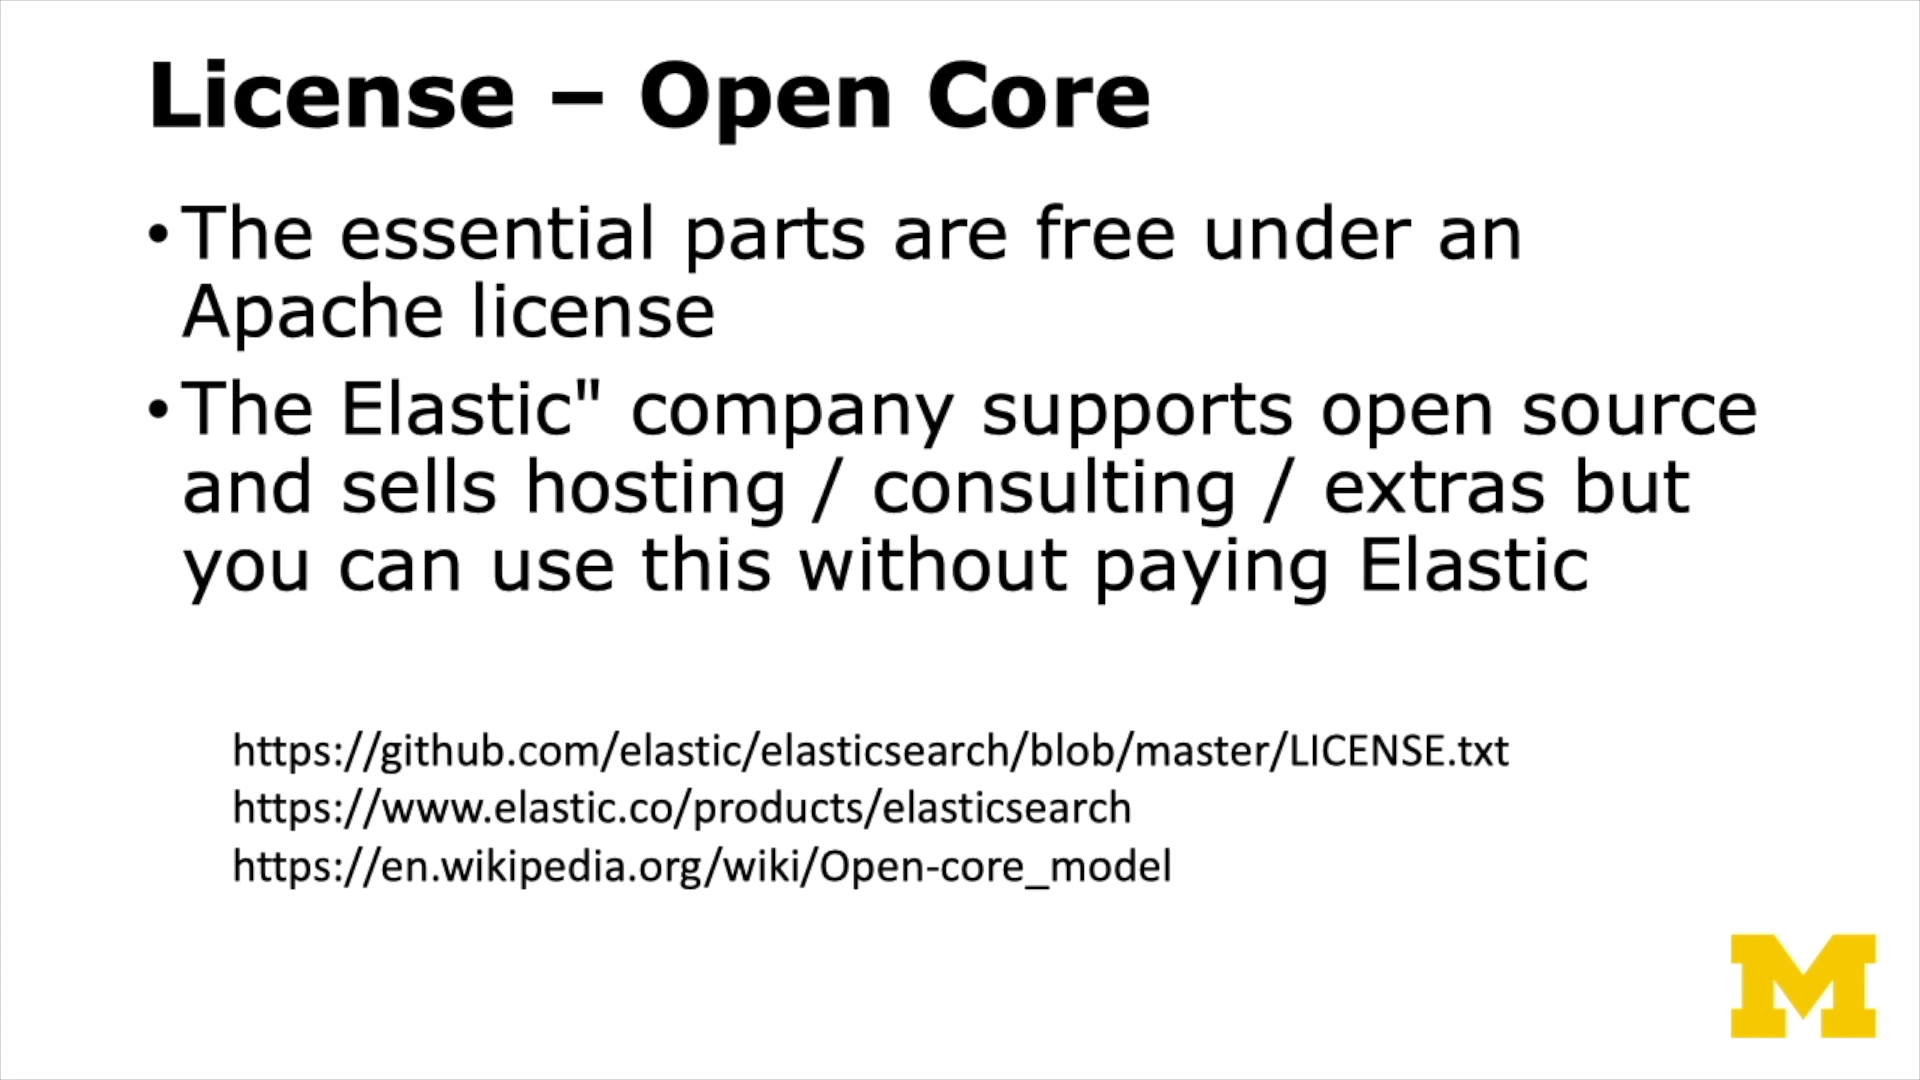 License – Open Core
• The essential parts are free under an
Apache license
• The Elastic" company supports open source
and sells hosting / consulting / extras but
you can use this without paying Elastic
https://github.com/elastic/elasticsearch/blob/master/LICENSE.txt
https://www.elastic.co/products/elasticsearch
https://en.wikipedia.org/wiki/Open-core_model
M